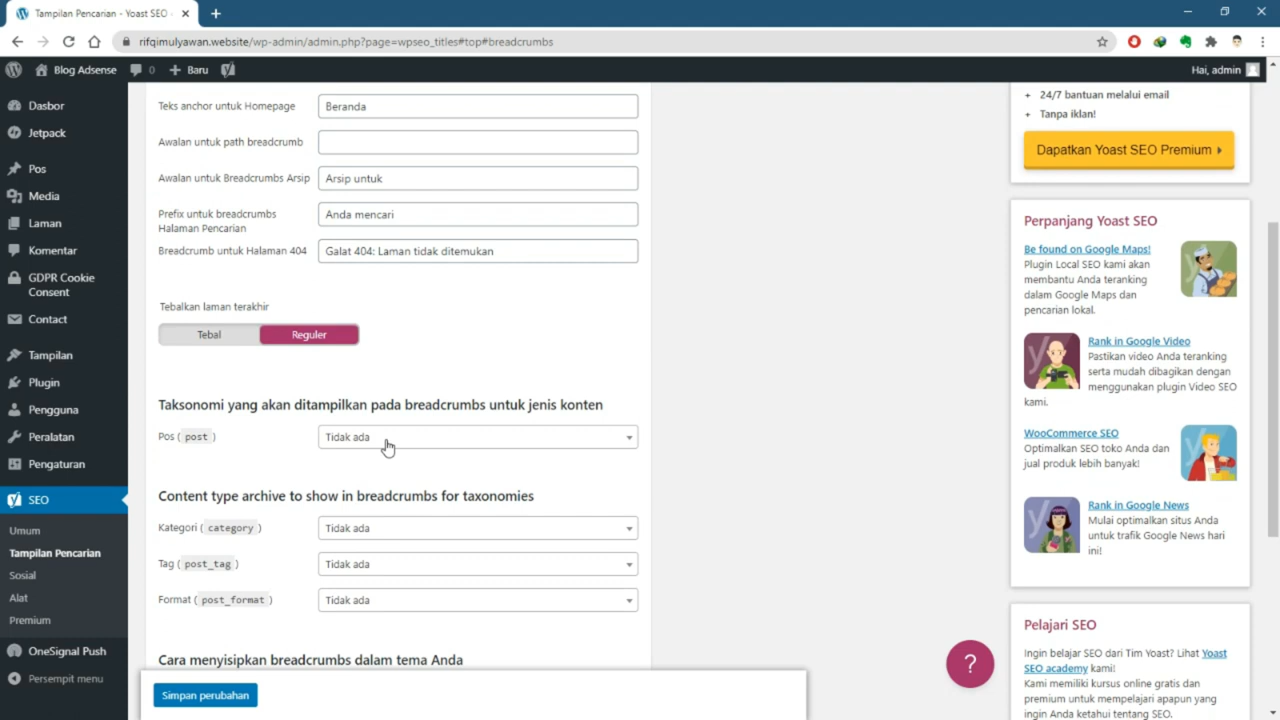 Tampilan Pencarian - Yoast SEO
rifqimulyawan.website/wp-admin/admin.php?page=wpseo_titles#top#breadcrumbs
Blog Adsense
0
Baru
Hai, admin
Dasbor
Jetpack
Pos
Media
Laman
Komentar
GDPR Cookie
Consent
Contact
Tampilan
Plugin
Pengguna
Peralatan
Pengaturan
SEO
Umum
Tampilan Pencarian
Sosial
Alat
Premium
OneSignal Push
Persempit menu
Teks anchor untuk Homepage
Beranda
Awalan untuk path breadcrumb
Awalan untuk Breadcrumbs Arsip
Arsip untuk
Prefix untuk breadcrumbs
Halaman Pencarian
Anda mencari
Breadcrumb untuk Halaman 404
Galat 404: Laman tidak ditemukan
Tebalkan laman terakhir
Tebal
Reguler
Taksonomi yang akan ditampilkan pada breadcrumbs untuk jenis konten
Pos ( post )
Tidak ada
Content type archive to show in breadcrumbs for taxonomies
Kategori ( category )
Tidak ada
Tag ( post_tag )
Tidak ada
Format ( post_format )
Tidak ada
Cara menyisipkan breadcrumbs dalam tema Anda
Simpan perubahan
+ 24/7 bantuan melalui email
+ Tanpa iklan!
Dapatkan Yoast SEO Premium
Perpanjang Yoast SEO
Be found on Google Maps!
Plugin Local SEO kami akan
membantu Anda teranking
dalam Google Maps dan
pencarian lokal.
Rank in Google Video
Pastikan video Anda teranking
serta mudah dibagikan dengan
menggunakan plugin Video SEO
kami.
WooCommerce SEO
Optimalkan SEO toko Anda dan
jual produk lebih banyak!
Rank in Google News
Mulai optimalkan situs Anda
untuk trafik Google News hari
ini!
Pelajari SEO
Ingin belajar SEO dari Tim Yoast? Lihat Yoast
SEO academy kami!
Kami memiliki kursus online gratis dan
premium untuk mempelajari apapun yang
ingin Anda ketahui tentang SEO.
?